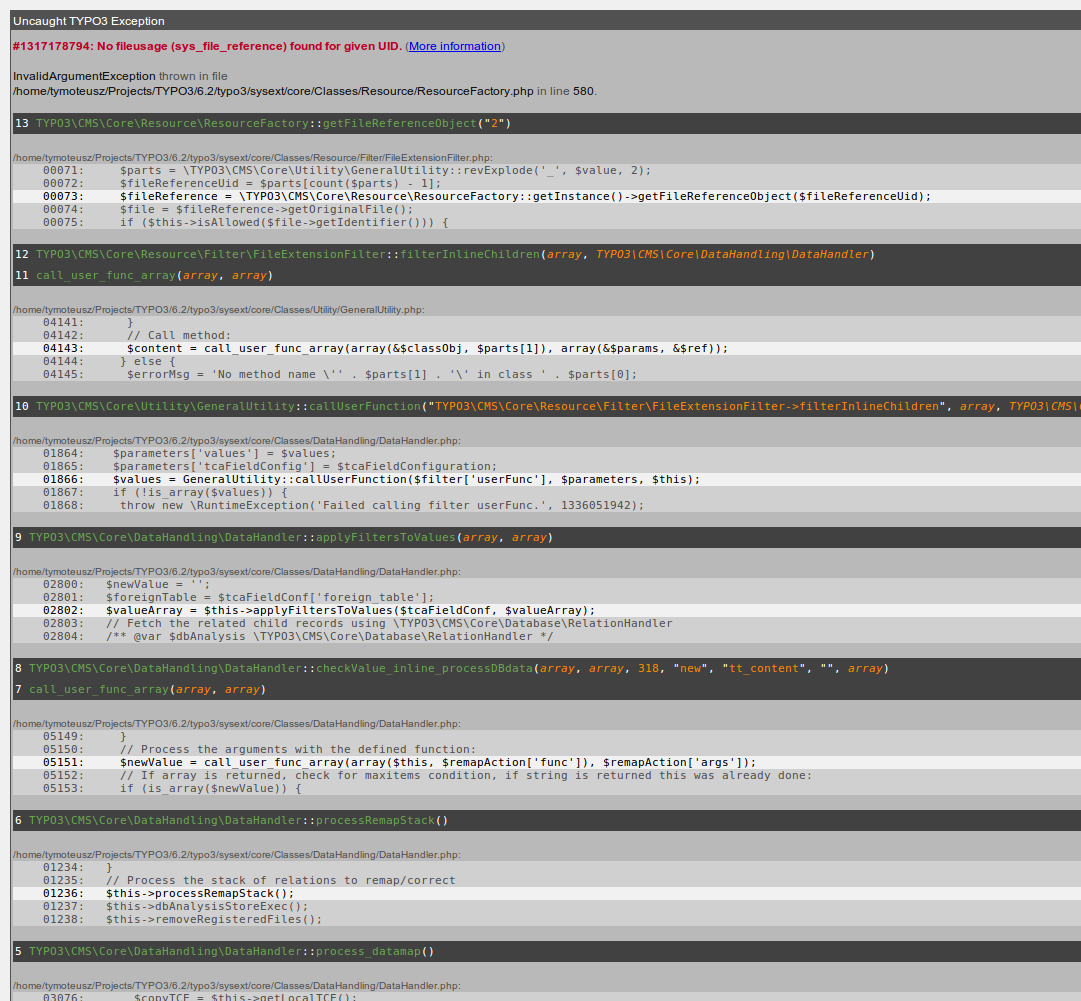 Uncaught TYPO3 Exception
#1317178794: No fileusage (sys_file_reference) found for given UID. (More information)
InvalidArgumentException thrown in file
/home/tymoteusz/Projects/TYPO3/6.2/typo3/sysext/core/Classes/Resource/ResourceFactory.php in line 580.
13 TYPO3\CMS\Core\Resource\ResourceFactory::getFileReferenceObject("2")
/home/tymoteusz/Projects/TYPO3/6.2/typo3/sysext/core/Classes/Resource/Filter/FileExtensionFilter.php:
00071: $parts = \TYPO3\CMS\Core\Utility\GeneralUtility::revExplode('_', $value, 2);
00072: $fileReferenceUid = $parts[count($parts) - 1];
00073: $fileReference = \TYPO3\CMS\Core\Resource\ResourceFactory::getInstance()->getFileReferenceObject($fileReferenceUid);
00074: $file = $fileReference->getOriginalFile();
00075: if ($this->isAllowed($file->getIdentifier())) {
12 TYPO3\CMS\Core\Resource\Filter\FileExtensionFilter::filterInlineChildren(array, TYPO3\CMS\Core\DataHandling\DataHandler)
11 call_user_func_array(array, array)
/home/tymoteusz/Projects/TYPO3/6.2/typo3/sysext/core/Classes/Utility/GeneralUtility.php:
04141: }
04142: // Call method:
04143: $content = call_user_func_array(array(&$classObj, $parts[1]), array(&$params, &$ref));
04144: } else {
04145: $errorMsg = 'No method name \'' . $parts[1] . '\' in class ' . $parts[0];
10 TYPO3\CMS\Core\Utility\GeneralUtility::callUserFunction("TYPO3\CMS\Core\Resource\Filter\FileExtensionFilter->filterInlineChildren", array, TYPO3\CMS\
/home/tymoteusz/Projects/TYPO3/6.2/typo3/sysext/core/Classes/DataHandling/DataHandler.php:
01864: $parameters['values'] = $values;
01865: $parameters['tcaFieldConfig'] = $tcaFieldConfiguration;
01866: $values = GeneralUtility::callUserFunction($filter['userFunc'], $parameters, $this);
01867: if (!is_array($values)) {
01868: throw new \RuntimeException('Failed calling filter userFunc.', 1336051942);
9 TYPO3\CMS\Core\DataHandling\DataHandler::applyFiltersToValues(array, array)
/home/tymoteusz/Projects/TYPO3/6.2/typo3/sysext/core/Classes/DataHandling/DataHandler.php:
02800: $newValue = '';
02801: $foreignTable = $tcaFieldConf['foreign_table'];
02802: $valueArray = $this->applyFiltersToValues($tcaFieldConf, $valueArray);
02803: // Fetch the related child records using \TYPO3\CMS\Core\Database\RelationHandler
02804: /** @var $dbAnalysis \TYPO3\CMS\Core\Database\RelationHandler */
8 TYPO3\CMS\Core\DataHandling\DataHandler::checkValue_inline_processDBdata(array, array, 318, "new", "tt_content", "", array)
7 call_user_func_array(array, array)
/home/tymoteusz/Projects/TYPO3/6.2/typo3/sysext/core/Classes/DataHandling/DataHandler.php:
05149: }
05150: // Process the arguments with the defined function:
05151: $newValue = call_user_func_array(array($this, $remapAction['func']), $remapAction['args']);
05152: // If array is returned, check for maxitems condition, if string is returned this was already done:
05153: if (is_array($newValue)) {
6 TYPO3\CMS\Core\DataHandling\DataHandler::processRemapStack()
/home/tymoteusz/Projects/TYPO3/6.2/typo3/sysext/core/Classes/DataHandling/DataHandler.php:
01234: }
01235: // Process the stack of relations to remap/correct
01236: $this->processRemapStack();
01237: $this->dbAnalysisStoreExec();
01238: $this->removeRegisteredFiles();
5 TYPO3\CMS\Core\DataHandling\DataHandler::process_datamap()
/home/tymoteusz/Projects/TYPO3/6.2/typo3/sysext/core/Classes/DataHandling/DataHandler.php:
03076: $copyTCE = $this->getLocalTCE();